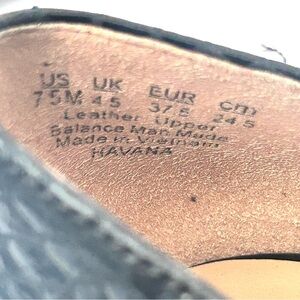 US UK EUR cm
7 5M 4 5 37 5 24 5
Leather Upper
Balance Man Made
Made in Vietnam
HAVANA